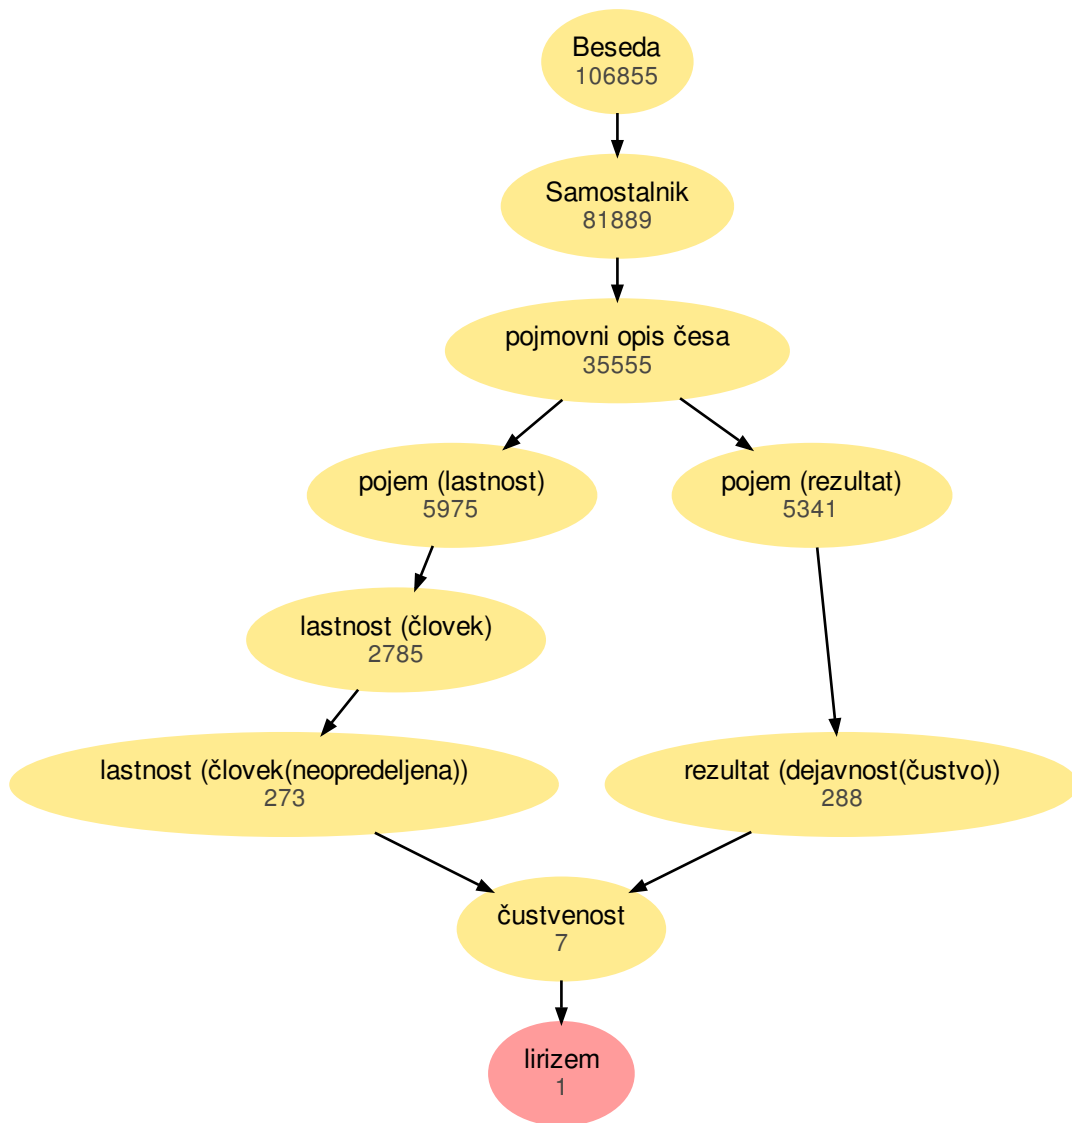 Beseda
106855
Samostalnik
81889
pojmovni opis česa
35555
pojem (lastnost)
5975
pojem (rezultat)
5341
lastnost (človek)
2785
lastnost (človek(neopredeljena))
273
rezultat (dejavnost(čustvo))
288
čustvenost
7
lirizem
1